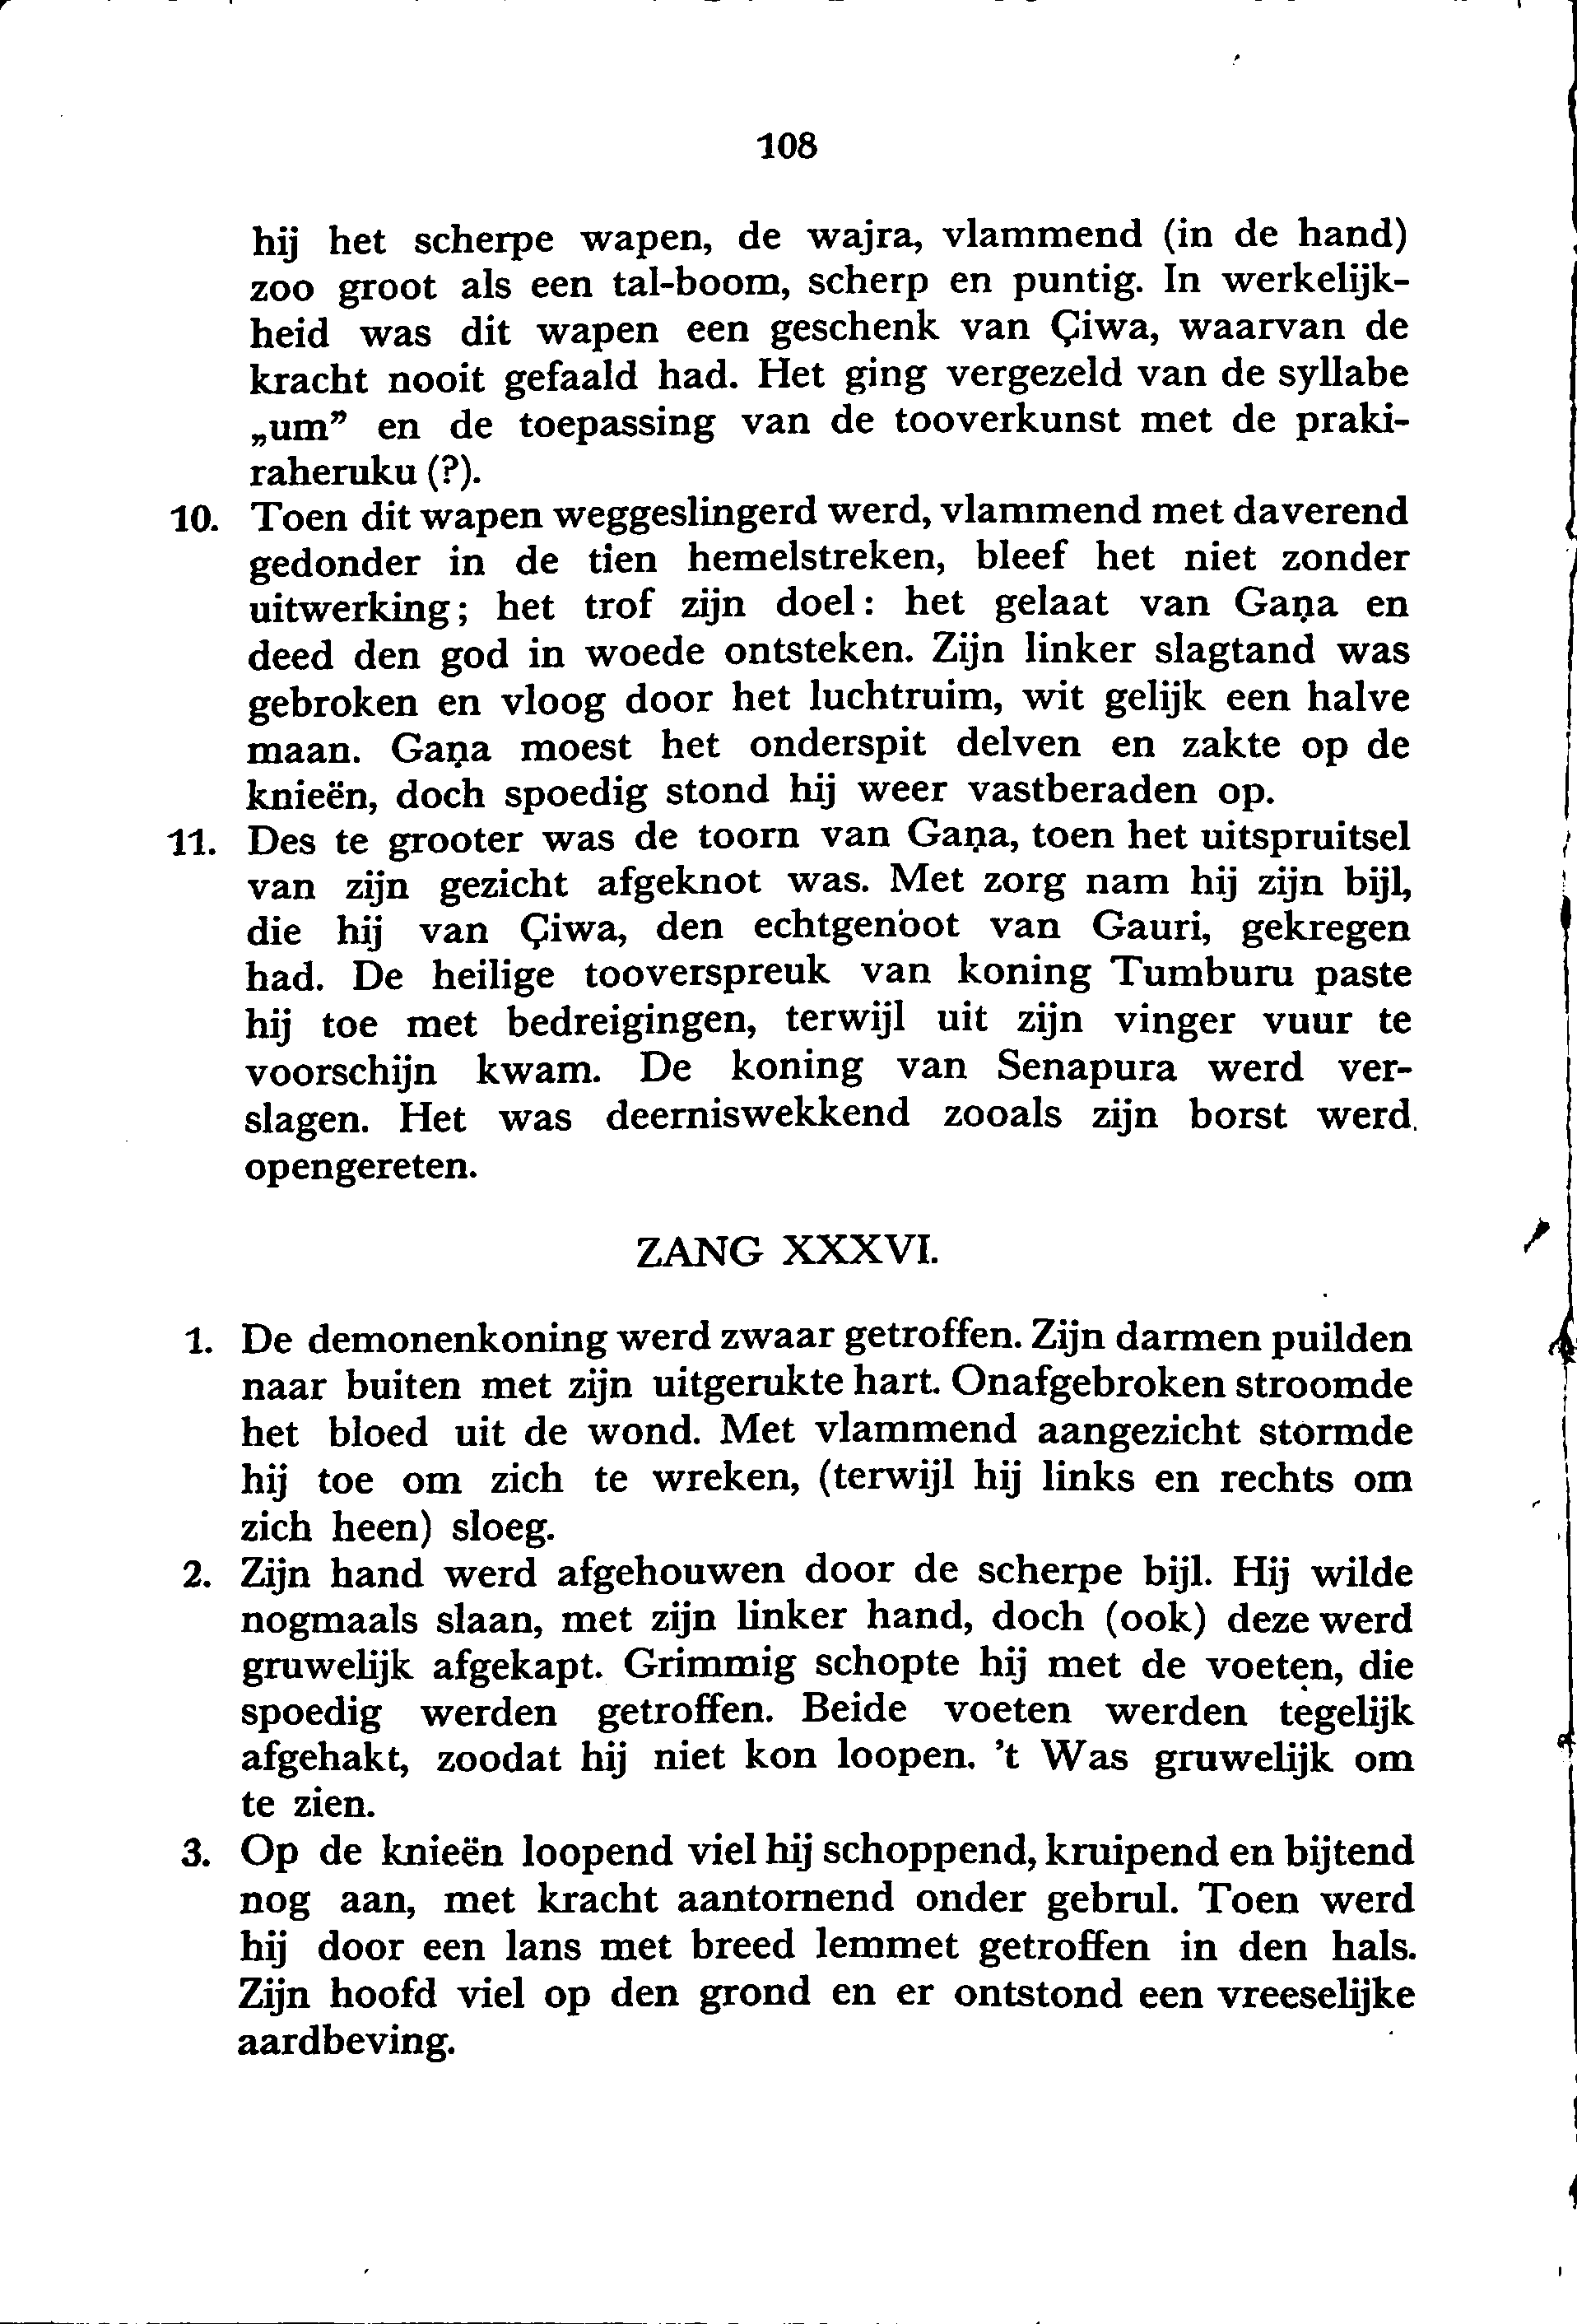 108
hij het scherpe wapen, de wajra, vlammend (in de hand)
zoo groot als een tal-boom, scherp en puntig. In werkelijk-
heid was dit wapen een geschenk van Çiwa, waarvan de
kracht nooit gefaald had. Het ging vergezeld van de syllabe
„um” en de toepassing van de tooverkunst met de praki-
raheruku (?).
10. Toen dit wapen weggeslingerd werd, vlammend met daverend
gedonder in de tien hemelstreken, bleef het niet zonder
uitwerking; het trof zijn doel: het gelaat van Gaṇa en
deed den god in woede ontsteken. Zijn linker slagtand was
gebroken en vloog door het luchtruim, wit gelijk een halve
maan. Gaṇa moest het onderspit delven en zakte op de
knieën, doch spoedig stond hij weer vastberaden op.
11. Des te grooter was de toorn van Gaṇa, toen het uitspruitsel
van zijn gezicht afgeknot was. Met zorg nam hij zijn bijl,
die hij van Çiwa, den echtgenoot van Gauri, gekregen
had. De heilige tooverspreuk van koning Tumburu paste
hij toe met bedreigingen, terwijl uit zijn vinger vuur te
voorschijn kwam. De koning van Senapura werd ver-
slagen. Het was deerniswekkend zooals zijn borst werd
opengereten.
ZANG XXXVI.
1. De demonenkoning werd zwaar getroffen. Zijn darmen puilden
naar buiten met zijn uitgerukte hart. Onafgebroken stroomde
het bloed uit de wond. Met vlammend aangezicht stormde
hij toe om zich te wreken, (terwijl hij links en rechts om
zich heen) sloeg.
2. Zijn hand werd afgehouwen door de scherpe bijl. Hij wilde
nogmaals slaan, met zijn linker hand, doch (ook) deze werd
gruwelijk afgekapt. Grimmig schopte hij met de voeten, die
spoedig werden getroffen. Beide voeten werden tegelijk
afgehakt, zoodat hij niet kon loopen. ’t Was gruwelijk om
te zien.
3. Op de knieën loopend viel hij schoppend, kruipend en bijtend
nog aan, met kracht aantornend onder gebrul. Toen werd
hij door een lans met breed lemmet getroffen in den hals.
Zijn hoofd viel op den grond en er ontstond een vreeselijke
aardbeving.